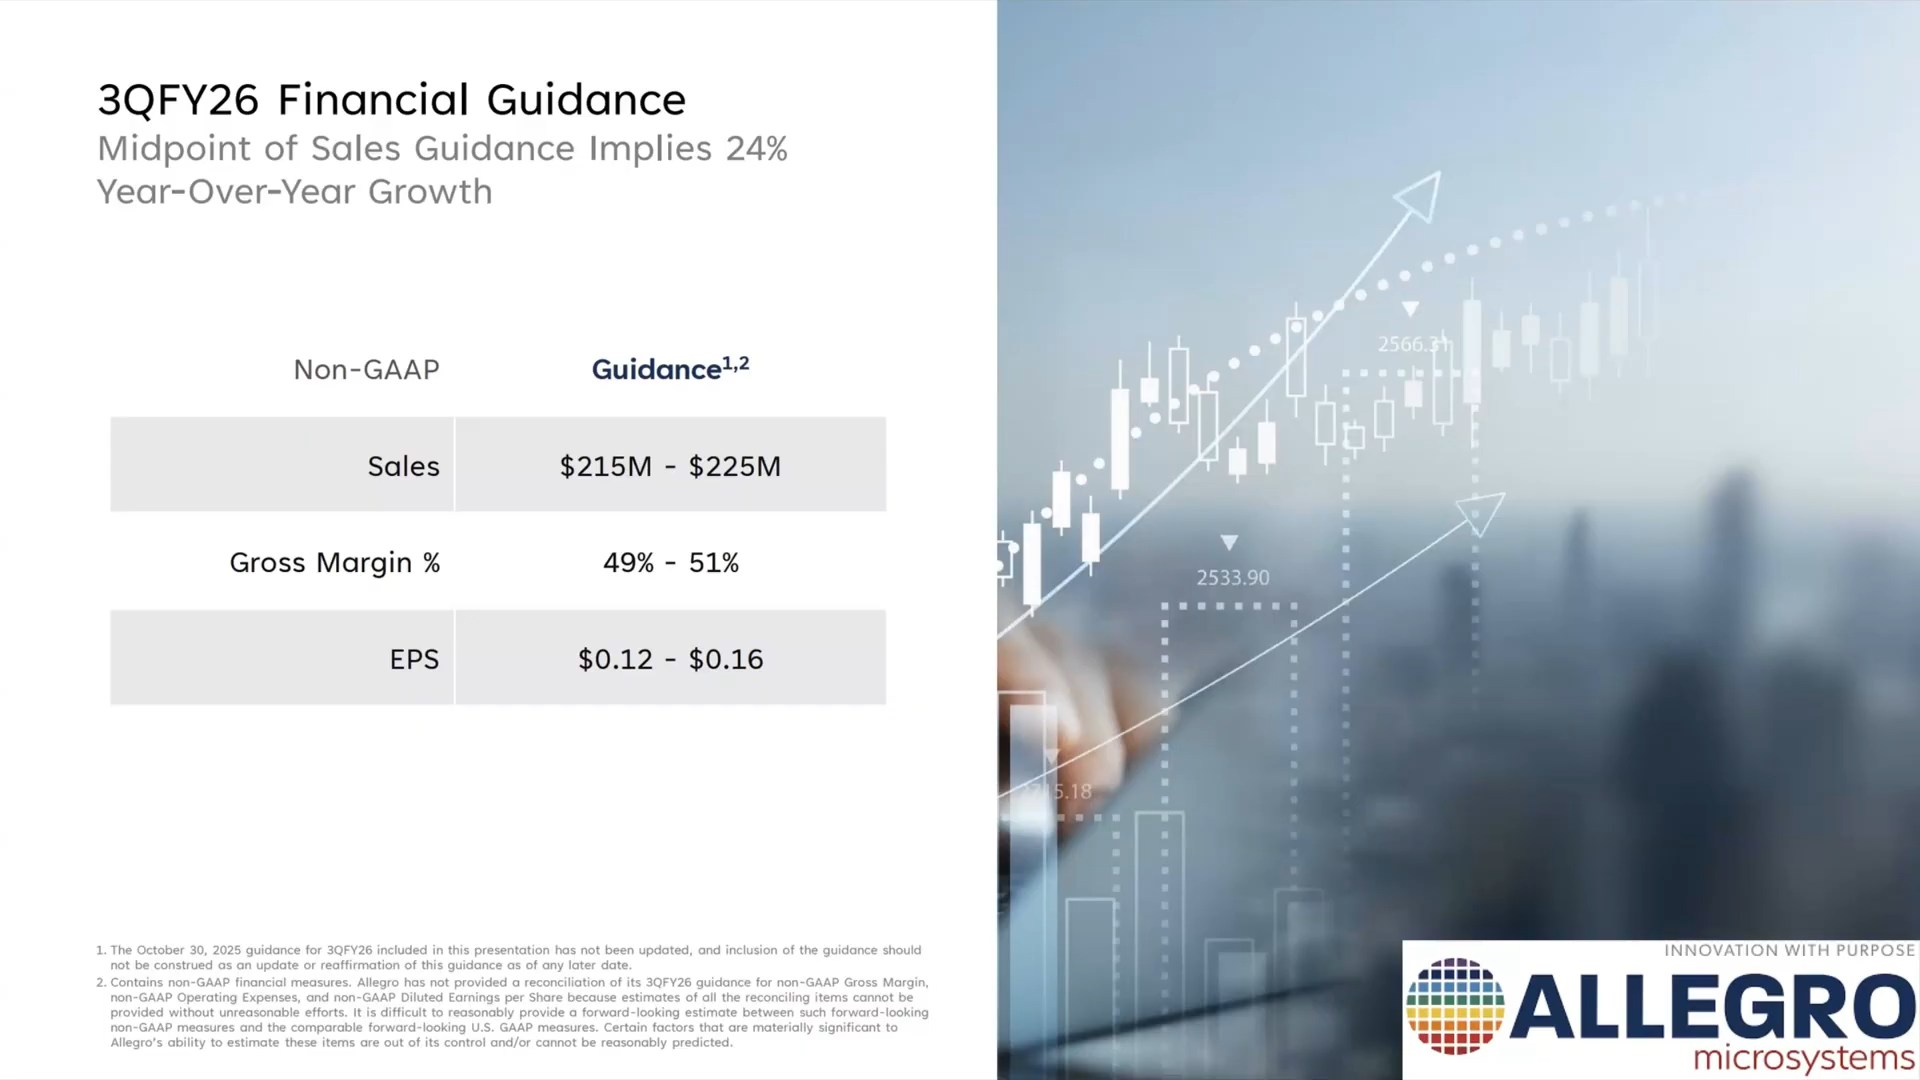 3QFY26 Financial Guidance
Midpoint of Sales Guidance Implies 24%
Year-Over-Year Growth
Non-GAAP Guidance1,2
Sales $215M - $225M
Gross Margin % 49% - 51%
EPS $0.12 - $0.16
1. The October 30, 2025 guidance for 3QFY26 included in this presentation has not been updated, and inclusion of the guidance should
not be construed as an update or reaffirmation of this guidance as of any later date.
2. Contains non-GAAP financial measures. Allegro has not provided a reconciliation of its 3QFY26 guidance for non-GAAP Gross Margin,
non-GAAP Operating Expenses, and non-GAAP Diluted Earnings per Share because estimates of all the reconciling items cannot be
provided without unreasonable efforts. It is difficult to reasonably provide a forward-looking estimate between such forward-looking
non-GAAP measures and the comparable forward-looking U.S. GAAP measures. Certain factors that are materially significant to
Allegro's ability to estimate these items are out of its control and/or cannot be reasonably predicted.
2566.31
2533.90
INNOVATION WITH PURPOSE
ALLEGRO
microsystems